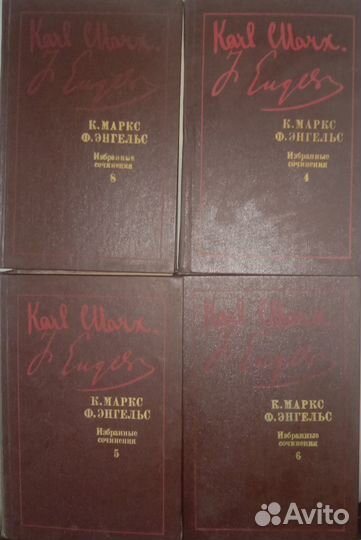 Karl Marx.
F Engels
К. МАРКС
Ф. ЭНГЕЛЬС
Избранные
сочинения
8
Karl Marx.
F Engels
К. МАРКС
Ф. ЭНГЕЛЬС
Избранные
сочинения
4
Karl Marx.
F Engels
К. МАРКС
Ф. ЭНГЕЛЬС
Избранные
сочинения
5
Karl Marx.
F Engels
К. МАРКС
Ф. ЭНГЕЛЬС
Избранные
сочинения
6
Avito